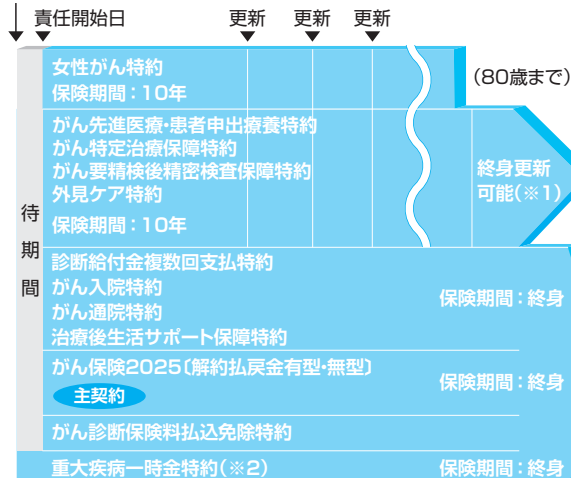 責任開始日
更新
更新
更新
女性がん特約
保険期間：10年
(80歳まで)
がん先進医療・患者申出療養特約
がん特定治療保障特約
がん要精検後精密検査保障特約
外見ケア特約
保険期間：10年
終身更新
可能(※1)
待期間
診断給付金複数回支払特約
がん入院特約
がん通院特約
治療後生活サポート保障特約
保険期間：終身
がん保険2025〔解約払戻金有型・無型〕
主契約
保険期間：終身
がん診断保険料払込免除特約
重大疾病一時金特約(※2)
保険期間：終身